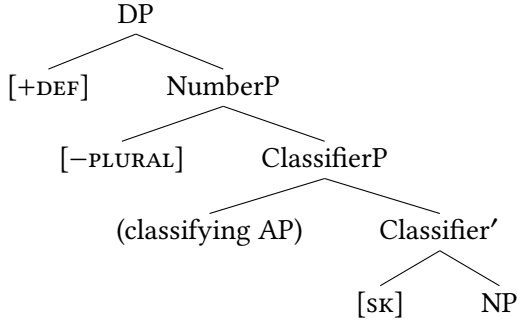 DP
[+DEF] NumberP
[−PLURAL] ClassifierP
(classifying AP) Classifier′
[SK] NP